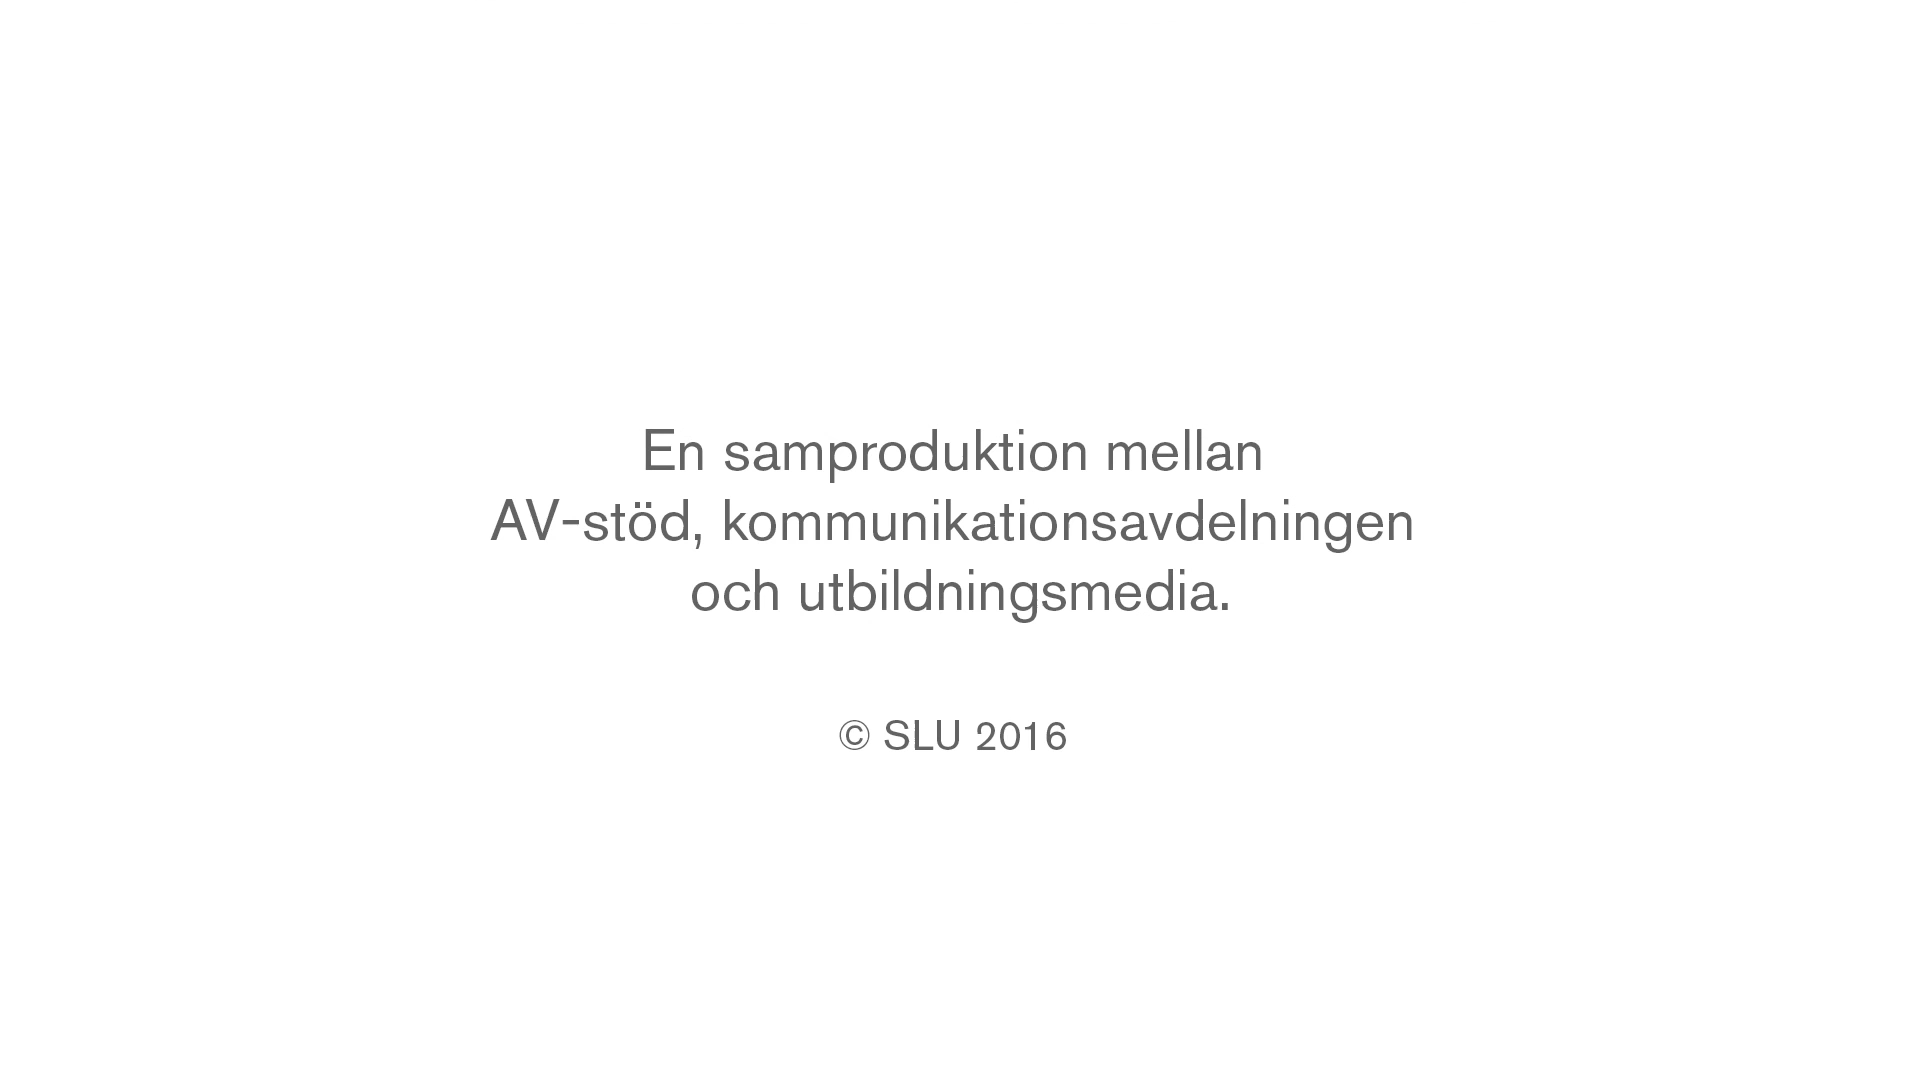 En samproduktion mellan
AV-stöd, kommunikationsavdelningen
och utbildningsmedia.
© SLU 2016